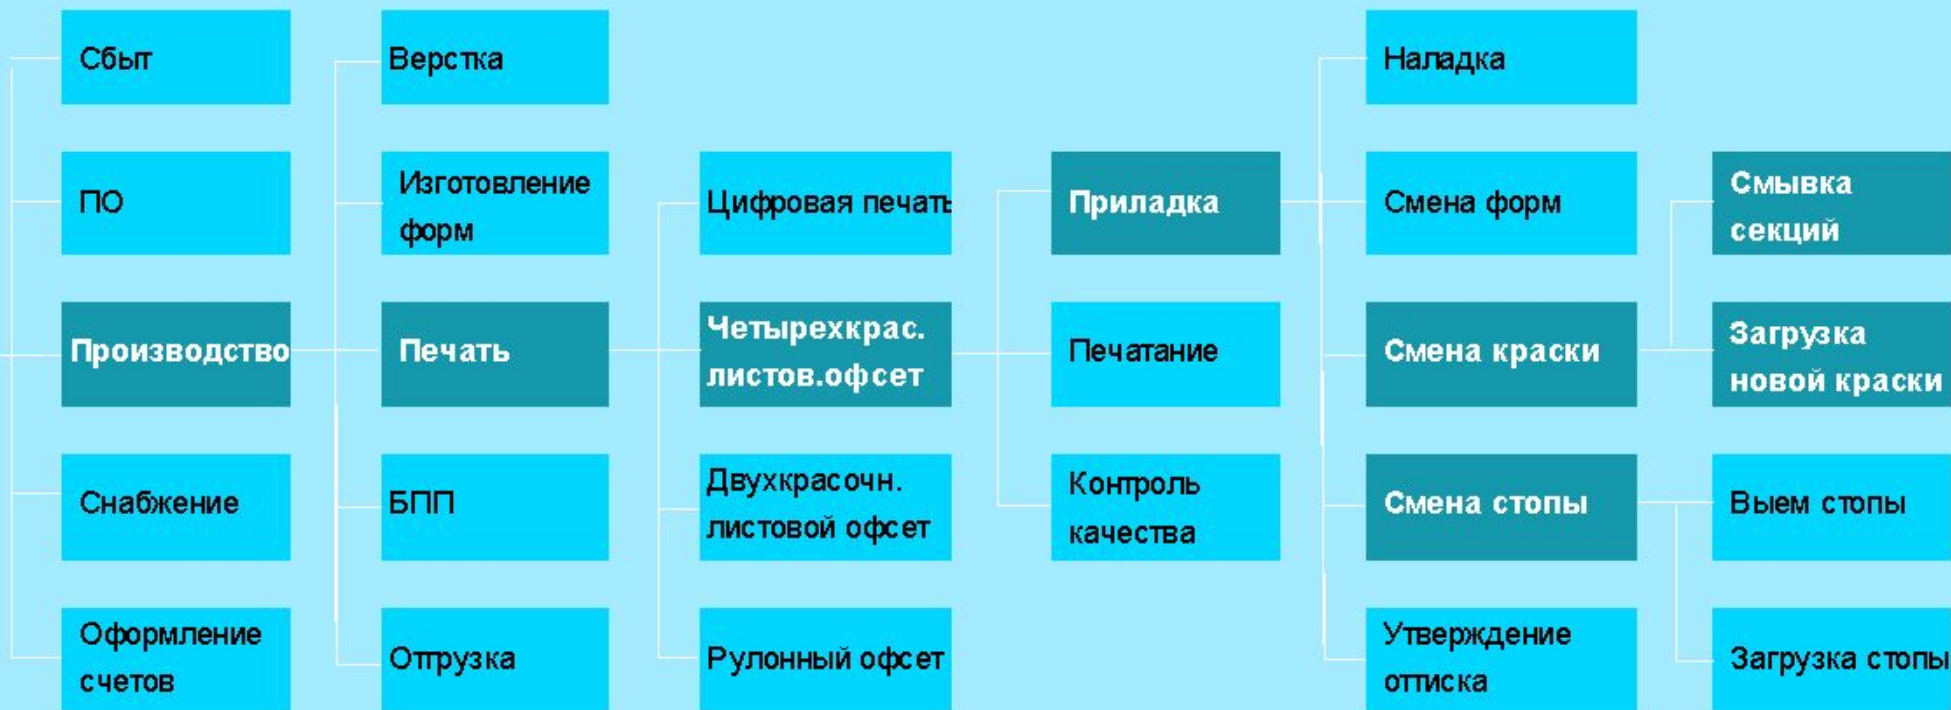 Сбыт
ПО
Производство
Снабжение
Оформление
счетов
Верстка
Изготовление
форм
Печать
БПП
Отгрузка
Цифровая печать
Четырехкрас.
листов.офсет
Двухкрасочн.
листовой офсет
Рулонный офсет
Приладка
Печатание
Контроль
качества
Наладка
Смена форм
Смена краски
Смена стопы
Утверждение
оттиска
Смывка
секций
Загрузка
новой краски
Выем стопы
Загрузка стопы